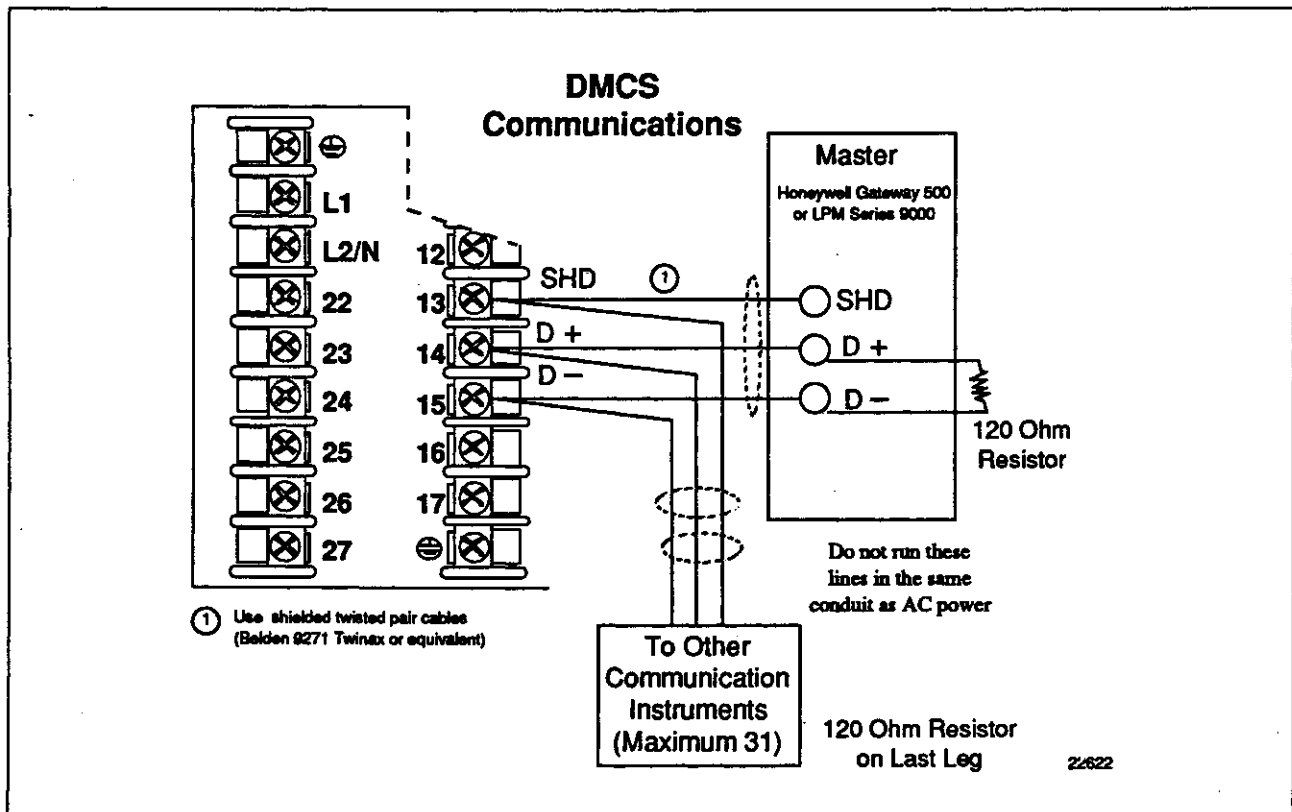 DMCS
Communications
L1
L2/N
22
23
24
25
26
27
12
13
14
15
16
17
SHD
1
D +
D −
Master
Honeywell Gateway 500
or LPM Series 9000
SHD
D +
D −
120 Ohm
Resistor
Do not run these
lines in the same
conduit as AC power
1 Use shielded twisted pair cables
(Belden 9271 Twinax or equivalent)
To Other
Communication
Instruments
(Maximum 31)
120 Ohm Resistor
on Last Leg
22622